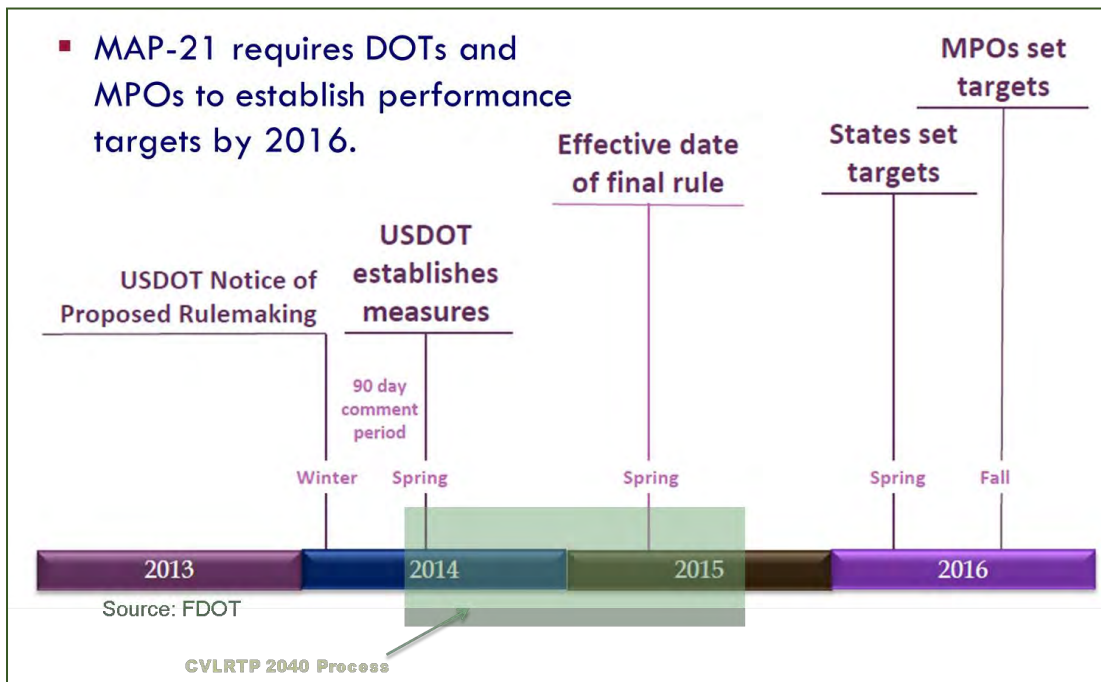 ▪ MAP-21 requires DOTs and
MPOs to establish performance
targets by 2016.
MPOs set
targets
States set
targets
Effective date
of final rule
USDOT
establishes
measures
USDOT Notice of
Proposed Rulemaking
90 day
comment
period
Winter
Spring
Spring
Spring
Fall
2013
2014
2015
2016
Source: FDOT
CVLRTP 2040 Process